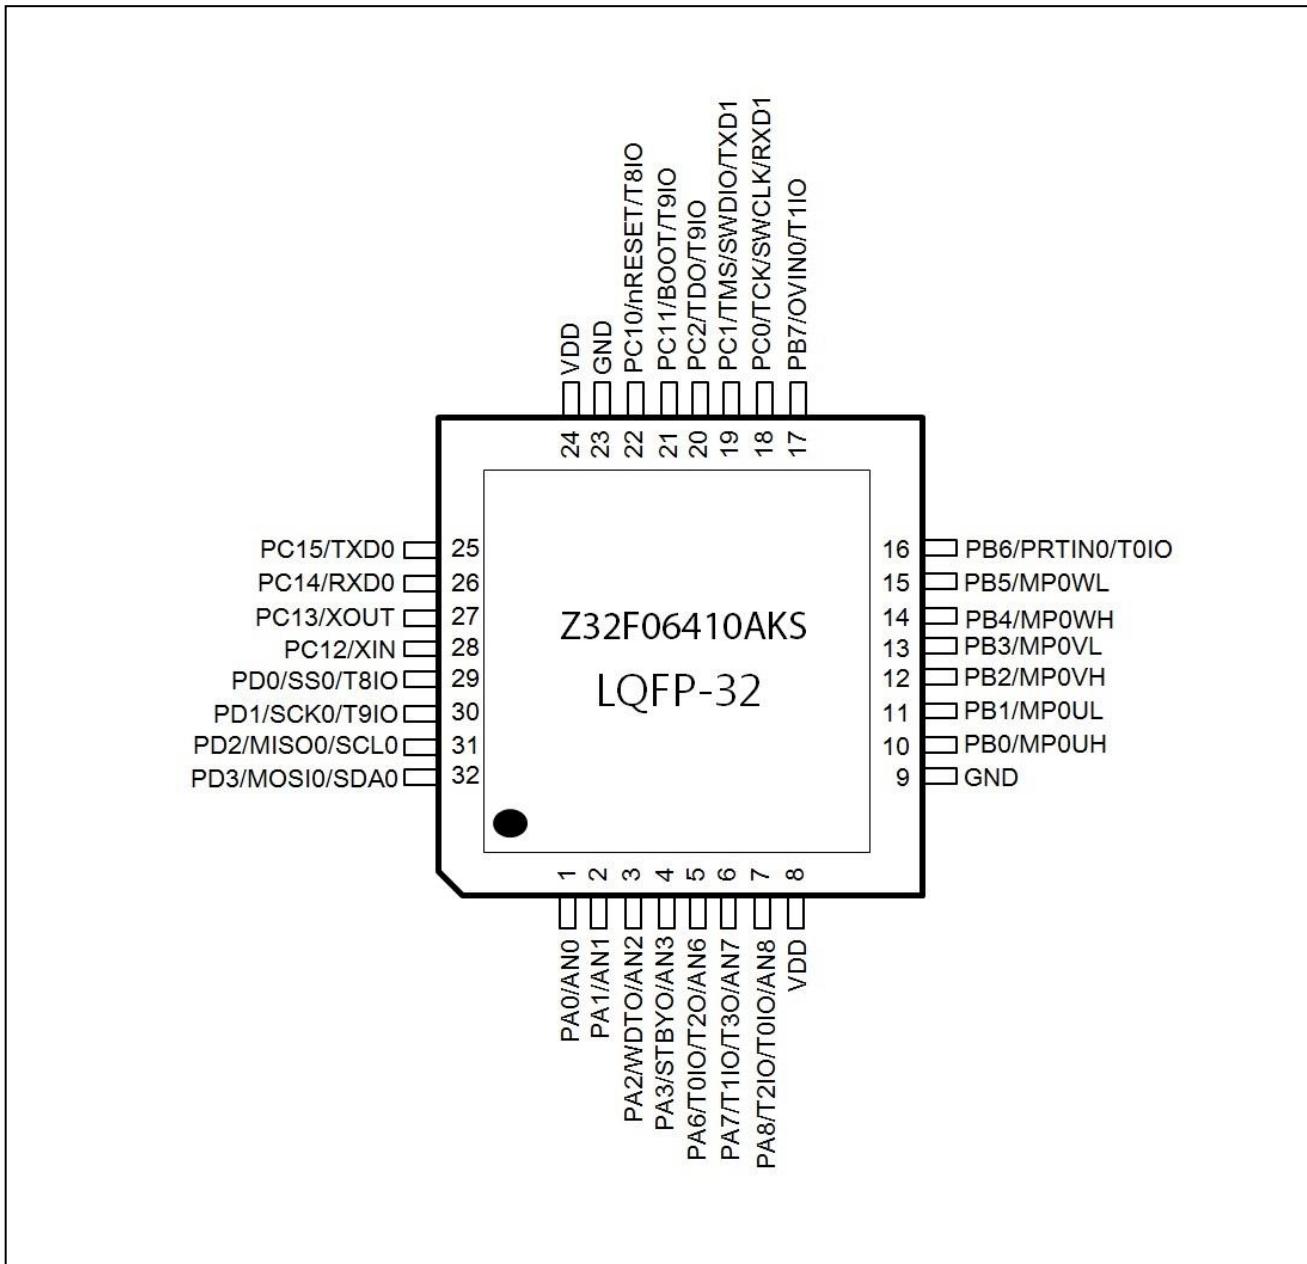 VDD
GND
PC10/nRESET/T8IO
PC11/BOOT/T9IO
PC2/TDO/T9IO
PC1/TMS/SWDIO/TXD1
PC0/TCK/SWCLK/RXD1
PB7/OVIN0/T1IO
24 23 22 21 20 19 18 17
PC15/TXD0 25
PC14/RXD0 26
PC13/XOUT 27
PC12/XIN 28
PD0/SS0/T8IO 29
PD1/SCK0/T9IO 30
PD2/MISO0/SCL0 31
PD3/MOSI0/SDA0 32
Z32F06410AKS
LQFP-32
16 PB6/PRTIN0/T0IO
15 PB5/MP0WL
14 PB4/MP0WH
13 PB3/MP0VL
12 PB2/MP0VH
11 PB1/MP0UL
10 PB0/MP0UH
9 GND
1 2 3 4 5 6 7 8
PA0/AN0
PA1/AN1
PA2/WDTO/AN2
PA3/STBYO/AN3
PA6/T0IO/T2O/AN6
PA7/T1IO/T3O/AN7
PA8/T2IO/T0IO/AN8
VDD